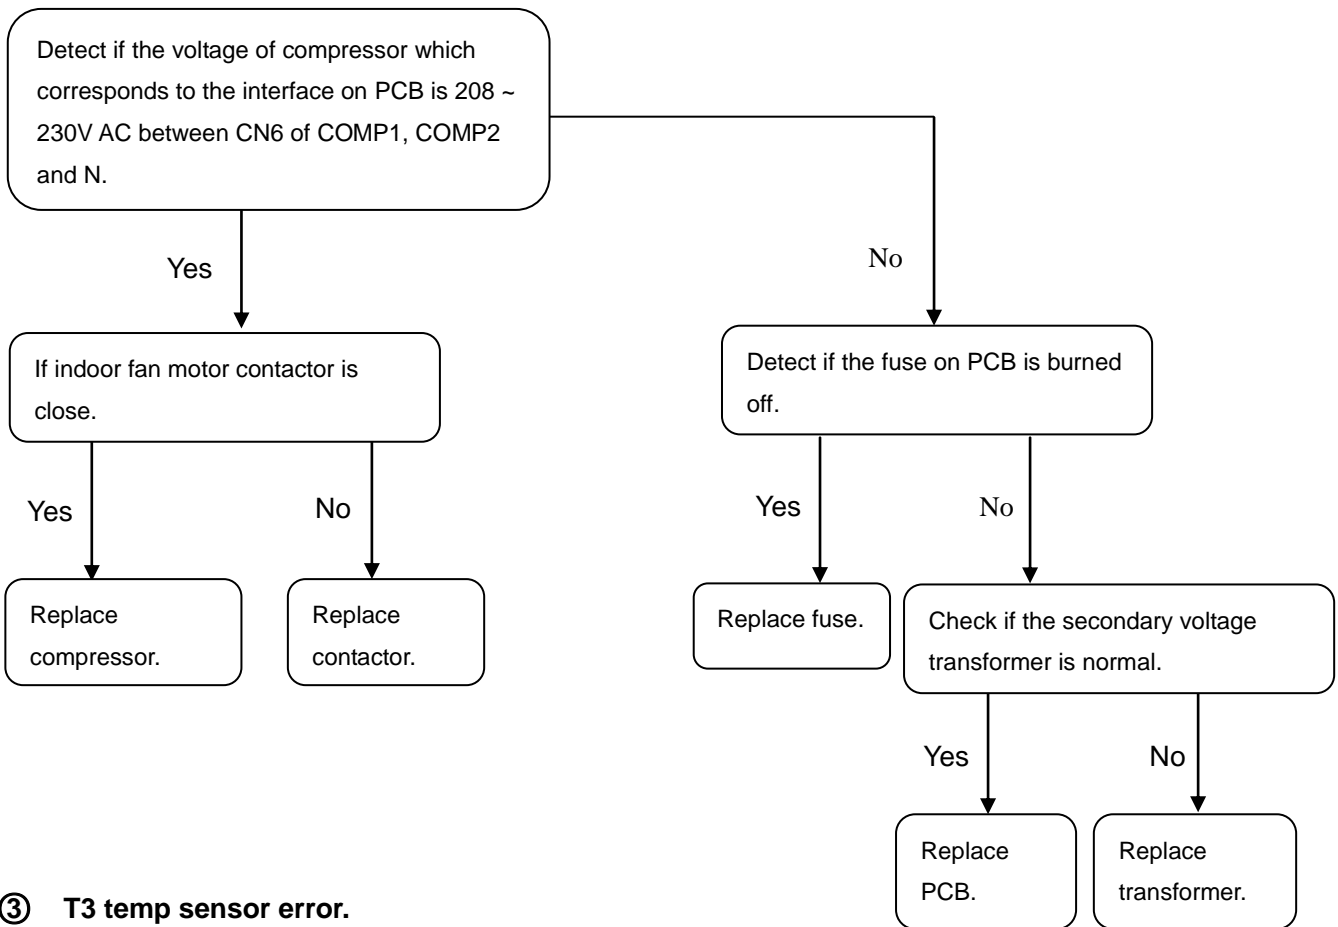 Detect if the voltage of compressor which
corresponds to the interface on PCB is 208 ~
230V AC between CN6 of COMP1, COMP2
and N.
Yes
No
If indoor fan motor contactor is
close.
Detect if the fuse on PCB is burned
off.
Yes
No
Yes
No
Replace
compressor.
Replace
contactor.
Replace fuse.
Check if the secondary voltage
transformer is normal.
Yes
No
Replace
PCB.
Replace
transformer.
③ T3 temp sensor error.